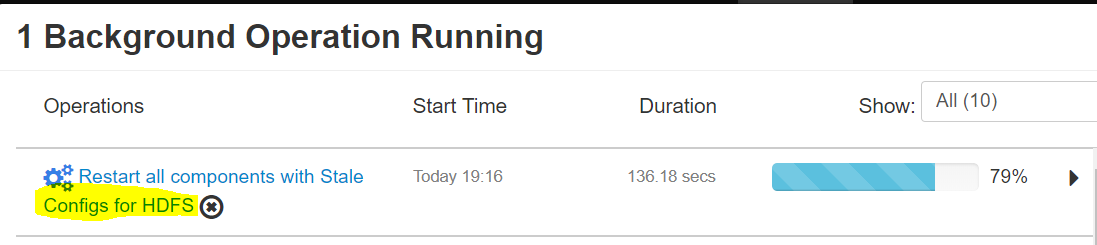 1 Background Operation Running
Operations Start Time Duration Show: All (10)
Restart all components with Stale Today 19:16 136.18 secs 79%
Configs for HDFS